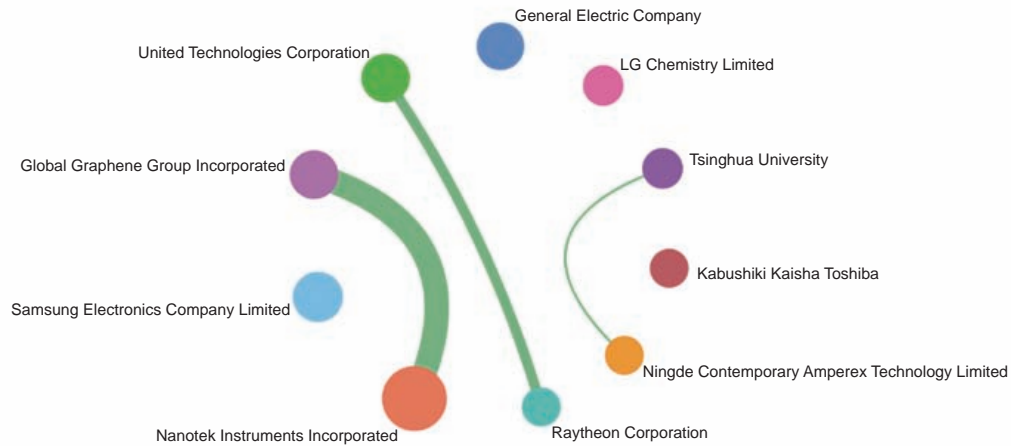 General Electric Company
United Technologies Corporation
LG Chemistry Limited
Global Graphene Group Incorporated
Tsinghua University
Kabushiki Kaisha Toshiba
Samsung Electronics Company Limited
Ningde Contemporary Amperex Technology Limited
Nanotek Instruments Incorporated
Raytheon Corporation